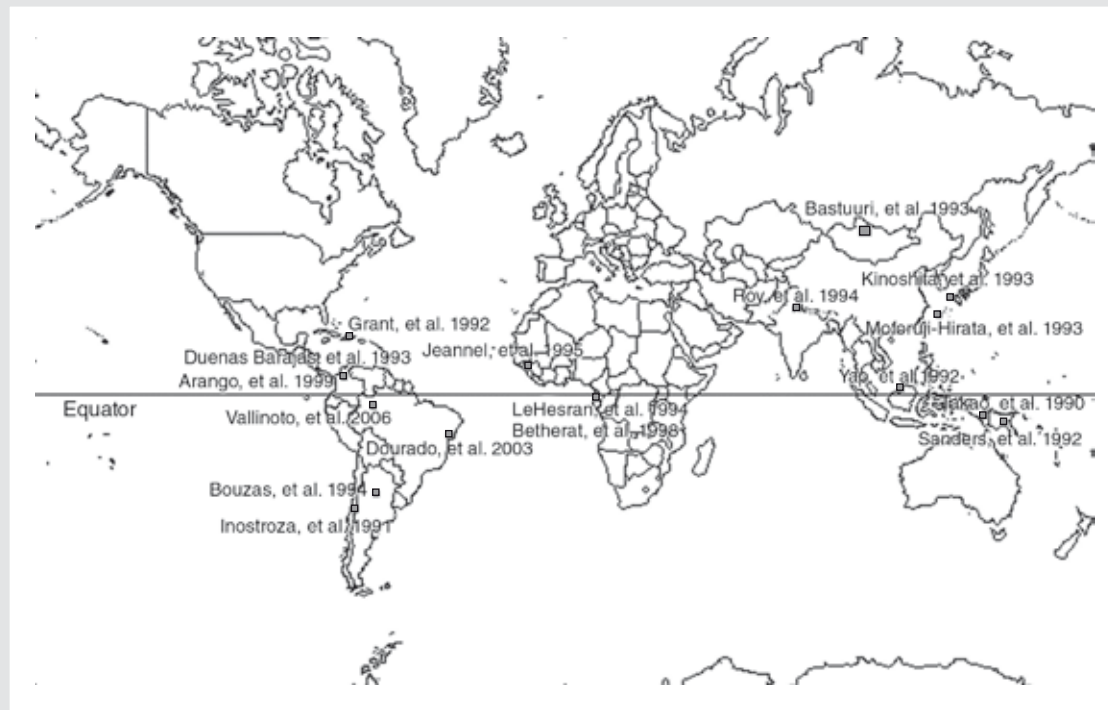 Bastuuri, et al. 1993
Kinoshita, et al. 1993
Roy, et al. 1994
Grant, et al. 1992
Moferuji-Hirata, et al. 1993
Jeannel, et al. 1995
Duenas Barajas, et al. 1993
Yap, et al. 1992
Arango, et al. 1999
Equator
LeHesran, et al. 1994
et al. 1990
Vallinoto, et al. 2006
Betherat, et al. 1998
Sanders, et al. 1992
Dourado, et al. 2003
Bouzas, et al. 1994
Inostroza, et al. 1991